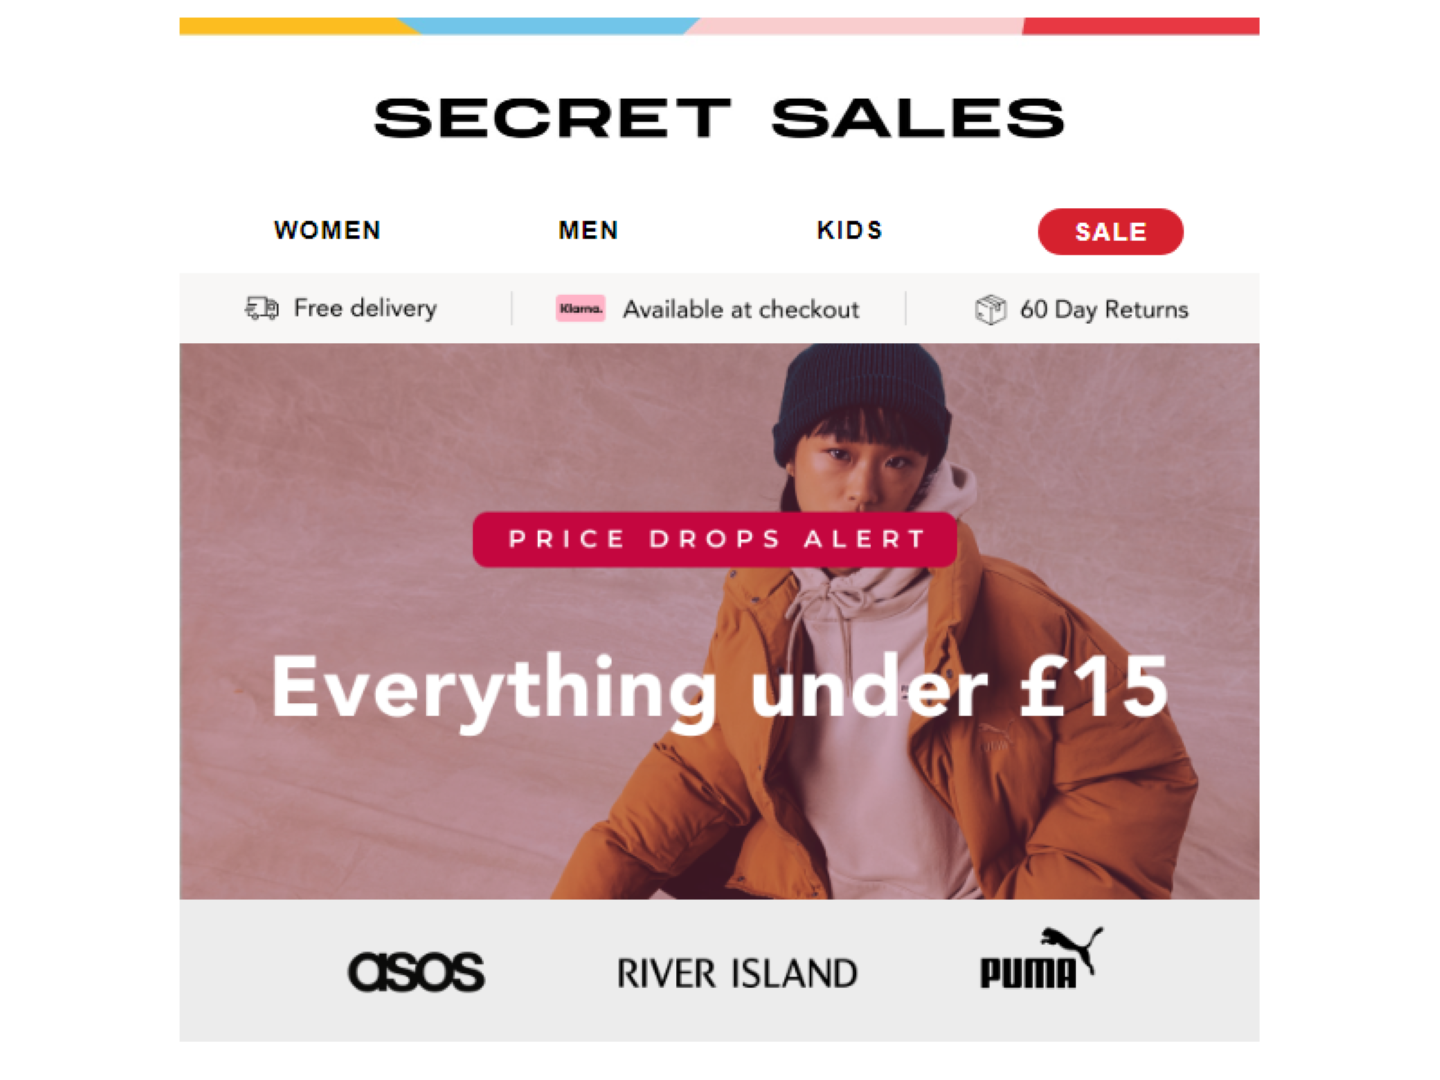 SECRET SALES
WOMEN MEN KIDS SALE
Free delivery Klarna. Available at checkout 60 Day Returns
PRICE DROPS ALERT
Everything under £15
asos RIVER ISLAND PUMA